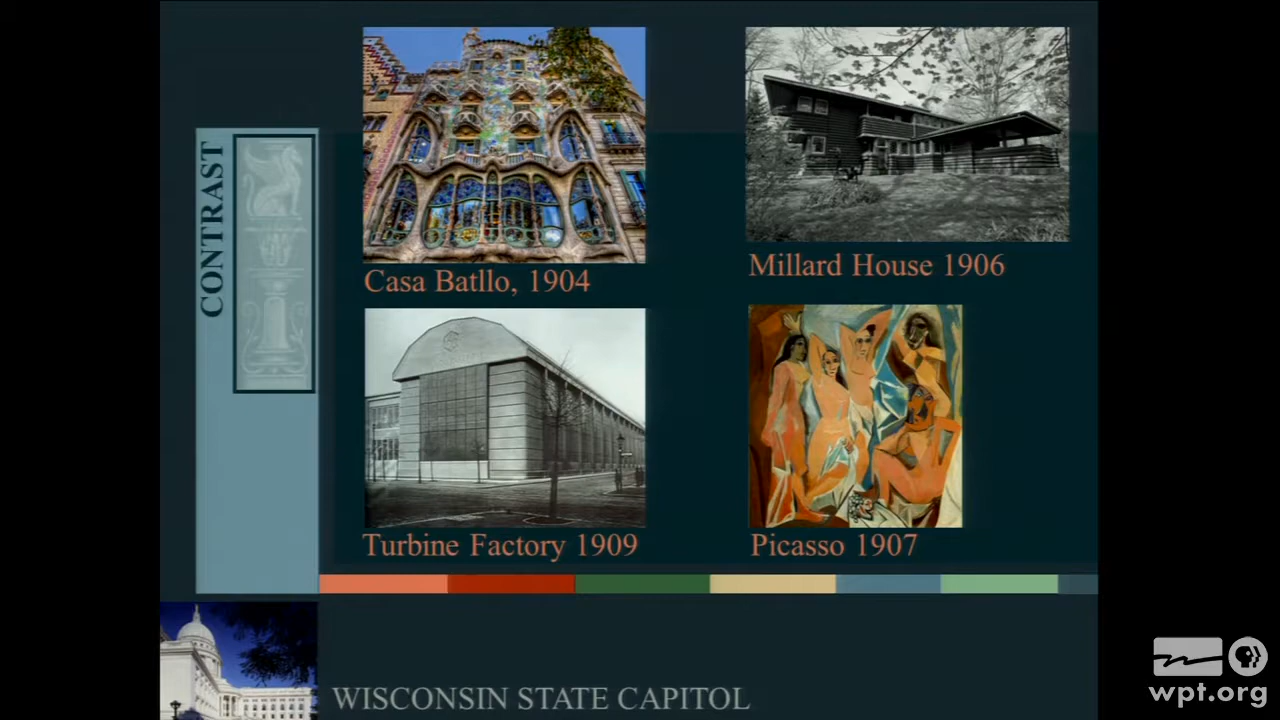 CONTRAST
Casa Batllo, 1904
Millard House 1906
Turbine Factory 1909
Picasso 1907
WISCONSIN STATE CAPITOL
wpt.org